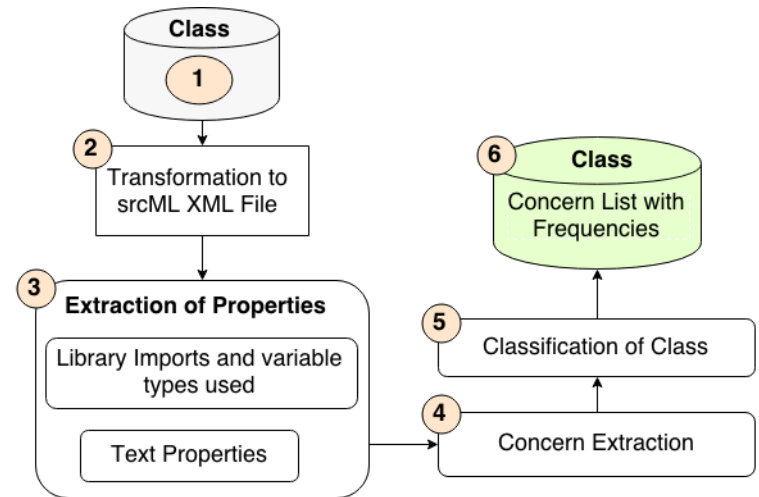 Class
1
2
Transformation to
srcML XML File
3
Extraction of Properties
Library Imports and variable
types used
Text Properties
4
Concern Extraction
5
Classification of Class
6
Class
Concern List with
Frequencies